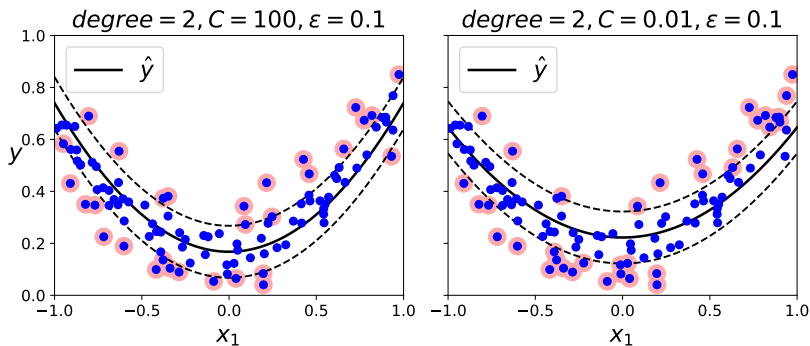 degree = 2, C = 100, ε = 0.1
ŷ
y
1.0
0.8
0.6
0.4
0.2
0.0
−1.0 −0.5 0.0 0.5 1.0
x₁
degree = 2, C = 0.01, ε = 0.1
ŷ
−1.0 −0.5 0.0 0.5 1.0
x₁